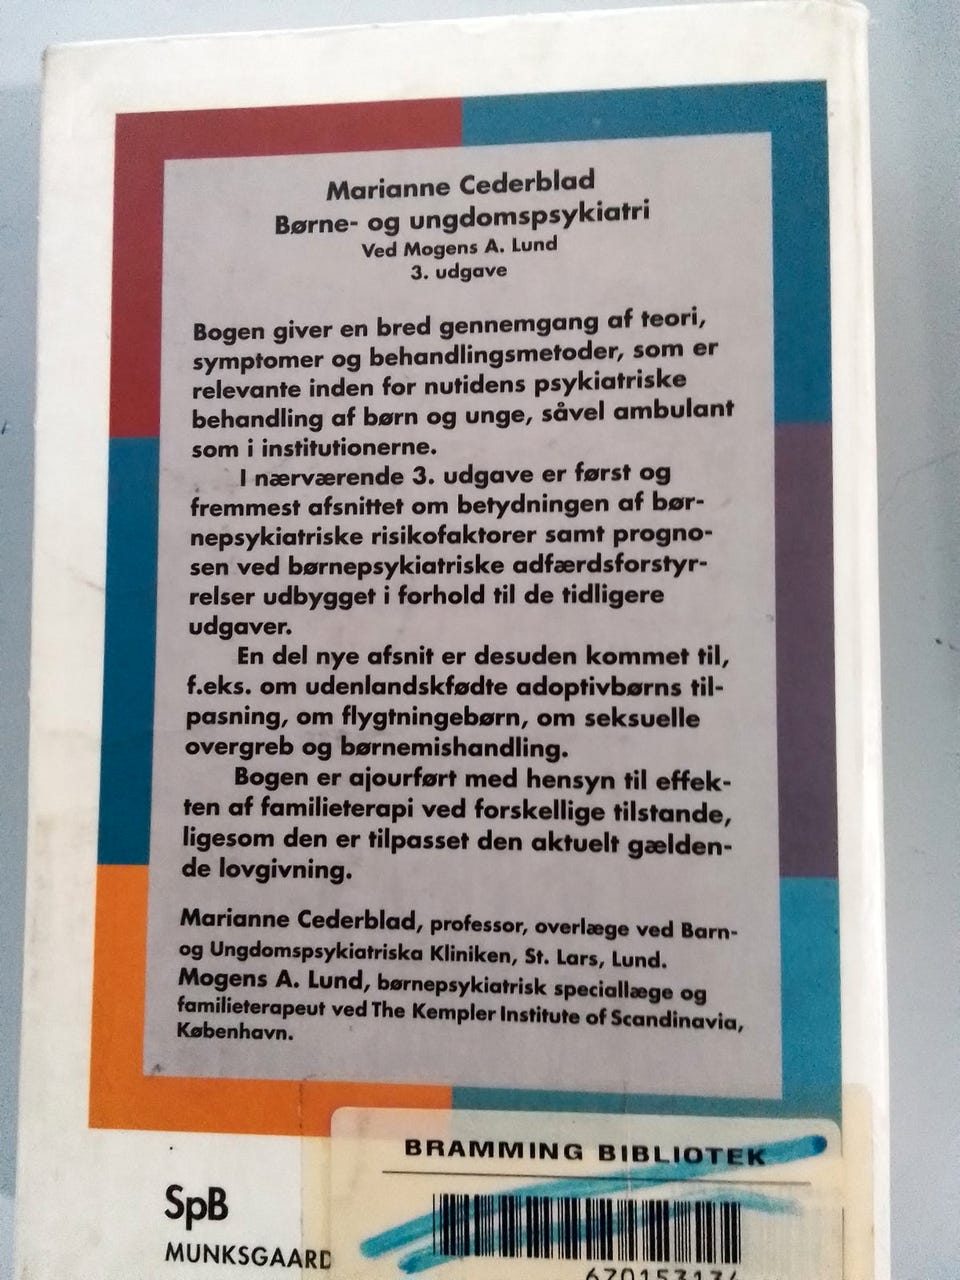 Marianne Cederblad
Børne- og ungdomspsykiatri
Ved Mogens A. Lund
3. udgave
Bogen giver en bred gennemgang af teori,
symptomer og behandlingsmetoder, som er
relevante inden for nutidens psykiatriske
behandling af børn og unge, såvel ambulant
som i institutionerne.
I nærværende 3. udgave er først og
fremmest afsnittet om betydningen af bør-
nepsykiatriske risikofaktorer samt progno-
sen ved børnepsykiatriske adfærdsforstyr-
relser udbygget i forhold til de tidligere
udgaver.
En del nye afsnit er desuden kommet til,
f.eks. om udenlandskfødte adoptivbørns til-
pasning, om flygtningebørn, om seksuelle
overgreb og børnemishandling.
Bogen er ajourført med hensyn til effek-
ten af familieterapi ved forskellige tilstande,
ligesom den er tilpasset den aktuelt gælden-
de lovgivning.
Marianne Cederblad, professor, overlæge ved Barn-
og Ungdomspsykiatriska Kliniken, St. Lars, Lund.
Mogens A. Lund, børnepsykiatrisk speciallæge og
familieterapeut ved The Kempler Institute of Scandinavia,
København.
BRAMMING BIBLIOTEK
SpB
MUNKSGAARD